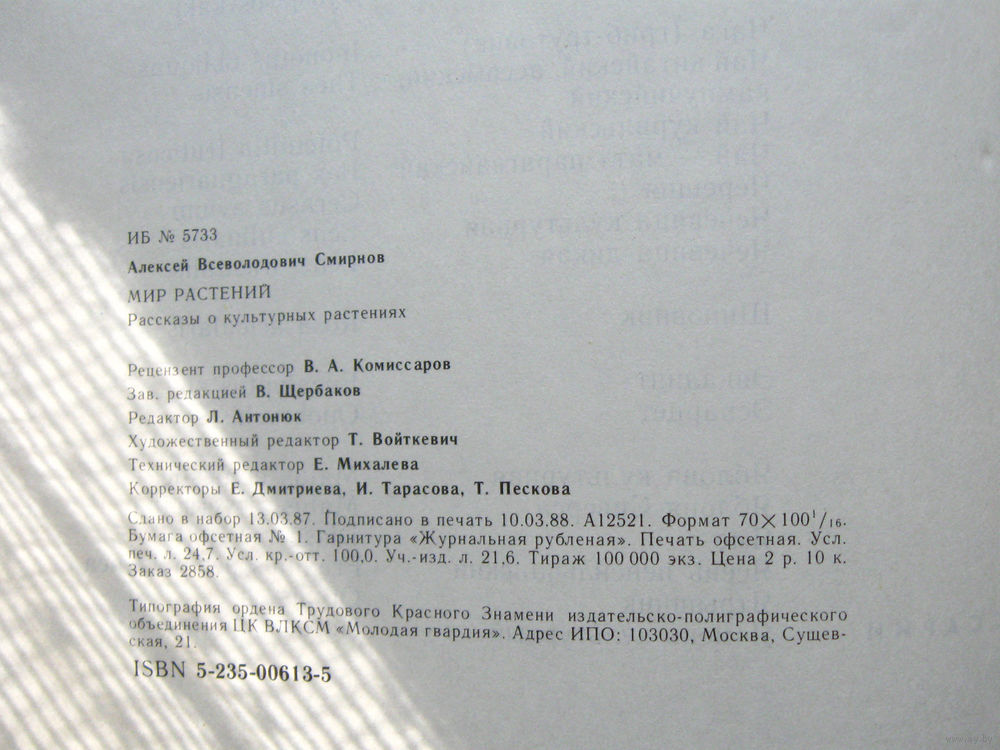 ИБ № 5733
Алексей Всеволодович Смирнов
МИР РАСТЕНИЙ
Рассказы о культурных растениях
Рецензент профессор В. А. Комиссаров
Зав. редакцией В. Щербаков
Редактор Л. Антонюк
Художественный редактор Т. Войткевич
Технический редактор Е. Михалева
Корректоры Е. Дмитриева, И. Тарасова, Т. Пескова
Сдано в набор 13.03.87. Подписано в печать 10.03.88. А12521. Формат 70×100¹/₁₆.
Бумага офсетная № 1. Гарнитура «Журнальная рубленая». Печать офсетная. Усл.
печ. л. 24,7. Усл. кр.-отт. 100,0. Уч.-изд. л. 21,6. Тираж 100 000 экз. Цена 2 р. 10 к.
Заказ 2858.
Типография ордена Трудового Красного Знамени издательско-полиграфического
объединения ЦК ВЛКСМ «Молодая гвардия». Адрес ИПО: 103030, Москва, Сущев-
ская, 21.
ISBN 5-235-00613-5